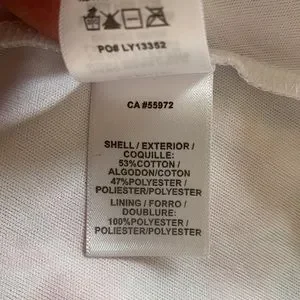 PO# LY13352
CA #55972
SHELL / EXTERIOR /
COQUILLE:
53%COTTON /
ALGODON/COTON
47%POLYESTER /
POLIESTER/POLYESTER
LINING / FORRO /
DOUBLURE:
100%POLYESTER /
POLIESTER/POLYESTER